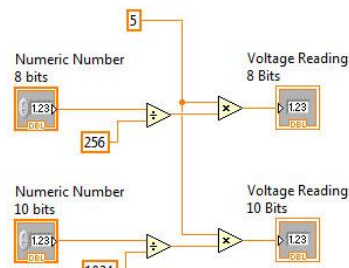 5
Numeric Number
8 bits
Voltage Reading
8 Bits
1.23
DBL
÷
×
1.23
DBL
256
Numeric Number
10 bits
Voltage Reading
10 Bits
1.23
DBL
÷
×
1.23
DBL